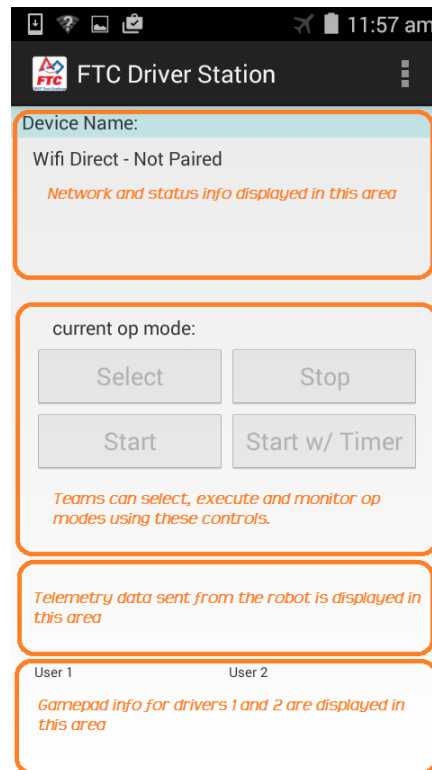 11:57 am
FTC FTC Driver Station
Device Name:
Wifi Direct - Not Paired
Network and status info displayed in this area
current op mode:
Select Stop
Start Start w/ Timer
Teams can select, execute and monitor op
modes using these controls.
Telemetry data sent from the robot is displayed in
this area
User 1 User 2
Gamepad info for drivers 1 and 2 are displayed in
this area